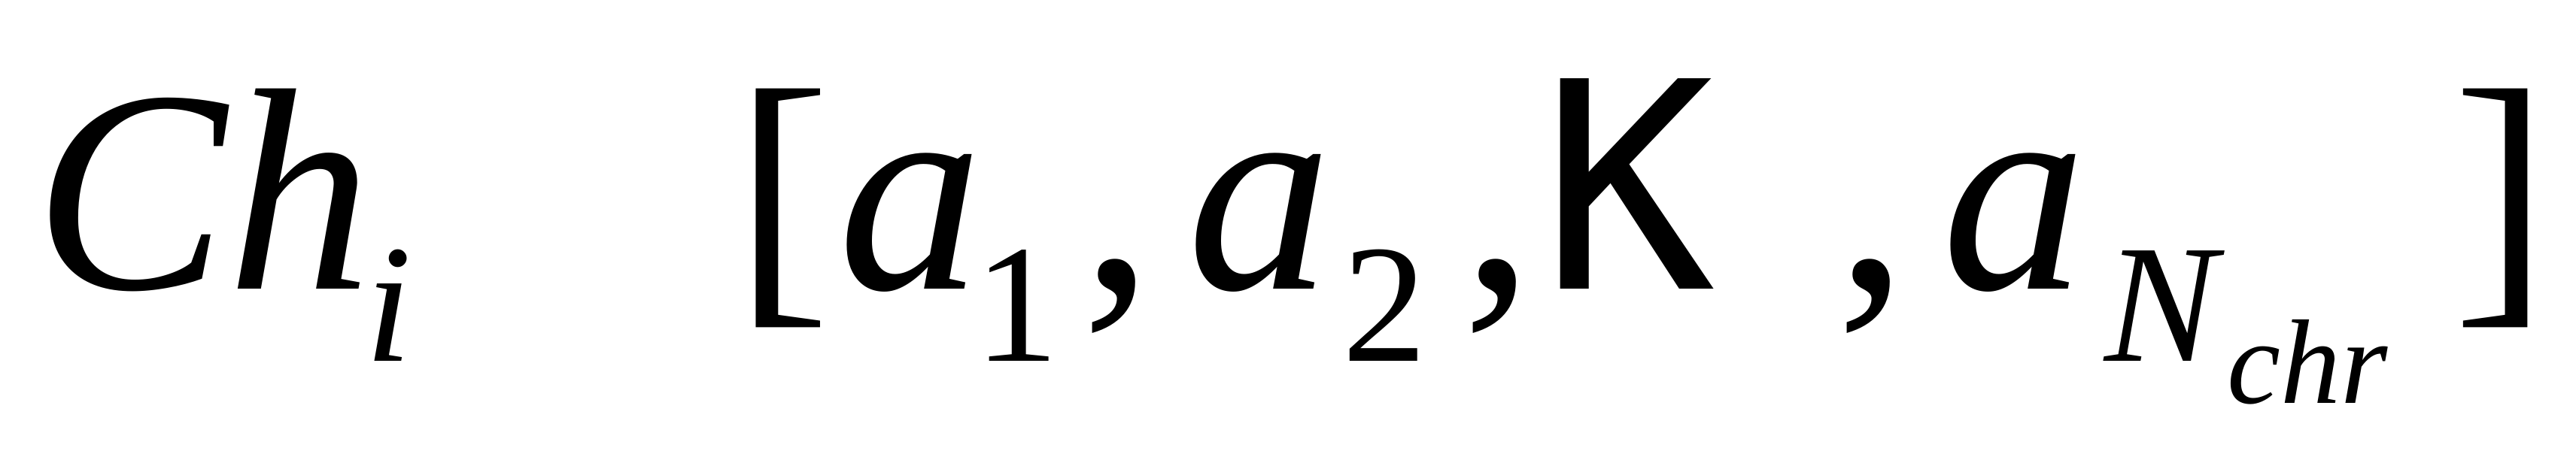 Ch_i [a_1, a_2, K , a_{N_{chr}} ]